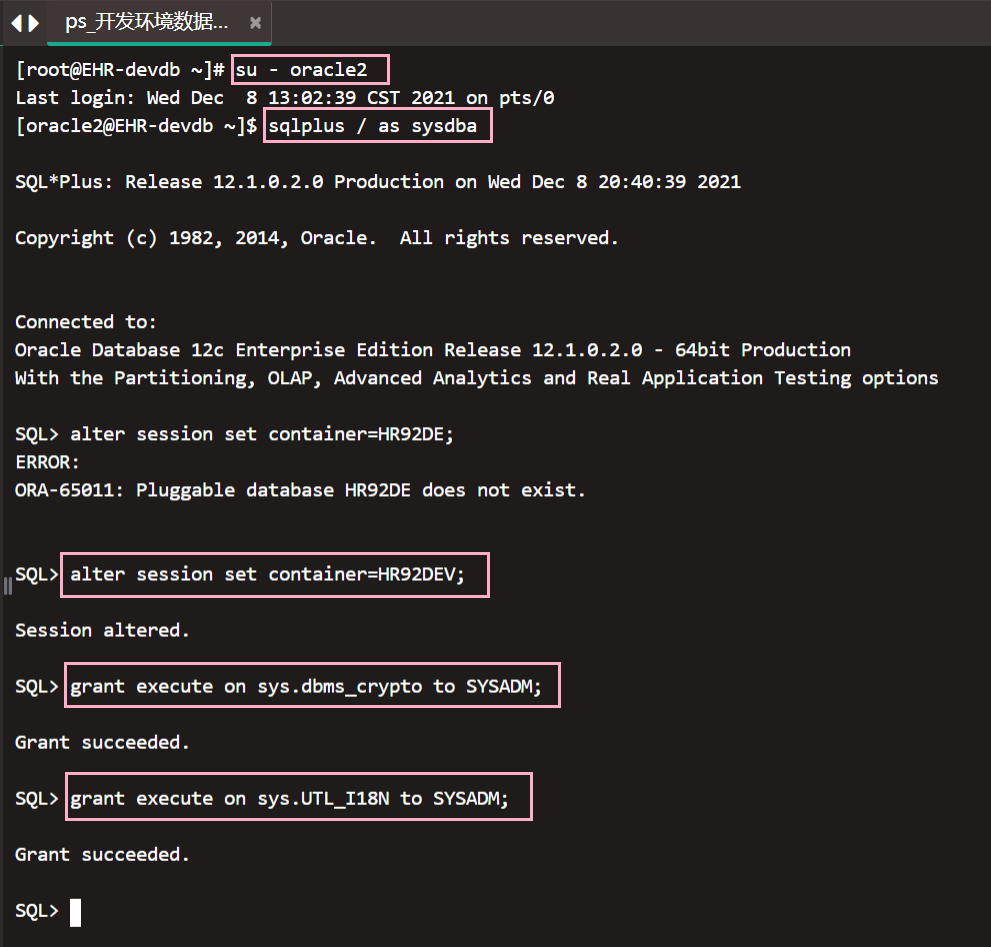 ps_开发环境数据...
[root@EHR-devdb ~]# su - oracle2
Last login: Wed Dec  8 13:02:39 CST 2021 on pts/0
[oracle2@EHR-devdb ~]$ sqlplus / as sysdba
SQL*Plus: Release 12.1.0.2.0 Production on Wed Dec 8 20:40:39 2021
Copyright (c) 1982, 2014, Oracle.  All rights reserved.
Connected to:
Oracle Database 12c Enterprise Edition Release 12.1.0.2.0 - 64bit Production
With the Partitioning, OLAP, Advanced Analytics and Real Application Testing options
SQL> alter session set container=HR92DE;
ERROR:
ORA-65011: Pluggable database HR92DE does not exist.
SQL> alter session set container=HR92DEV;
Session altered.
SQL> grant execute on sys.dbms_crypto to SYSADM;
Grant succeeded.
SQL> grant execute on sys.UTL_I18N to SYSADM;
Grant succeeded.
SQL>